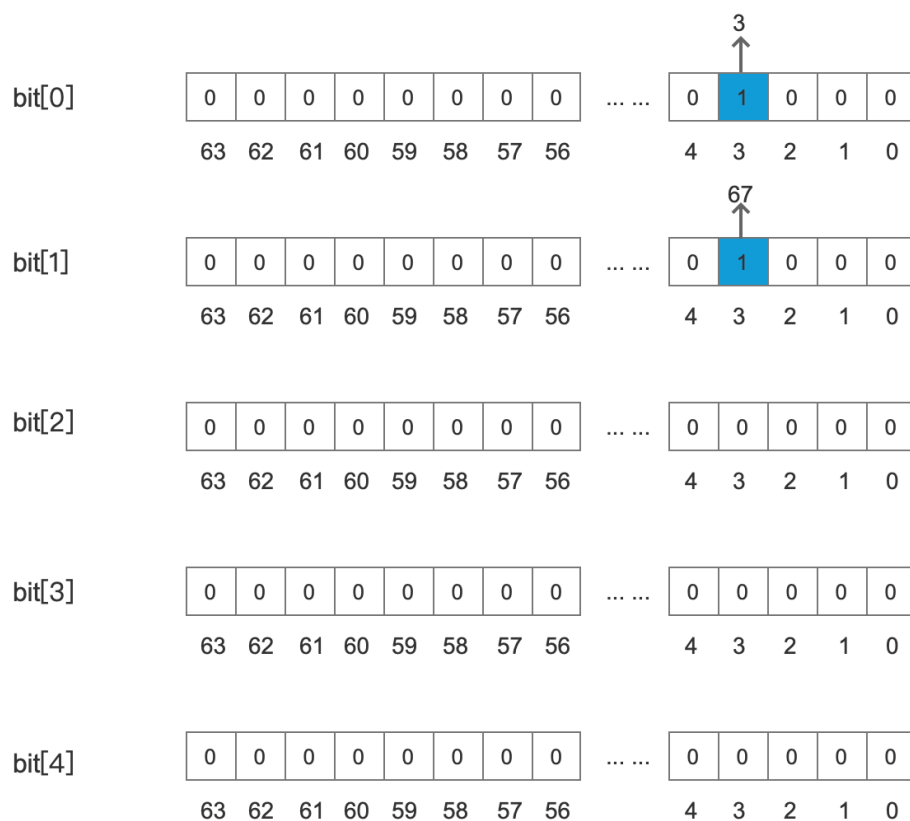 3
bit[0] 0 0 0 0 0 0 0 0 ... ... 0 1 0 0 0
63 62 61 60 59 58 57 56 4 3 2 1 0
67
bit[1] 0 0 0 0 0 0 0 0 ... ... 0 1 0 0 0
63 62 61 60 59 58 57 56 4 3 2 1 0
bit[2] 0 0 0 0 0 0 0 0 ... ... 0 0 0 0 0
63 62 61 60 59 58 57 56 4 3 2 1 0
bit[3] 0 0 0 0 0 0 0 0 ... ... 0 0 0 0 0
63 62 61 60 59 58 57 56 4 3 2 1 0
bit[4] 0 0 0 0 0 0 0 0 ... ... 0 0 0 0 0
63 62 61 60 59 58 57 56 4 3 2 1 0